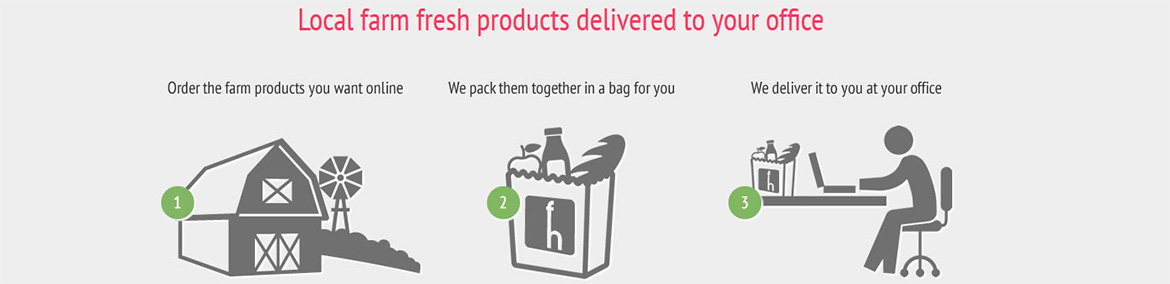 Local farm fresh products delivered to your office
Order the farm products you want online
We pack them together in a bag for you
We deliver it to you at your office
1
2
3
fh
h